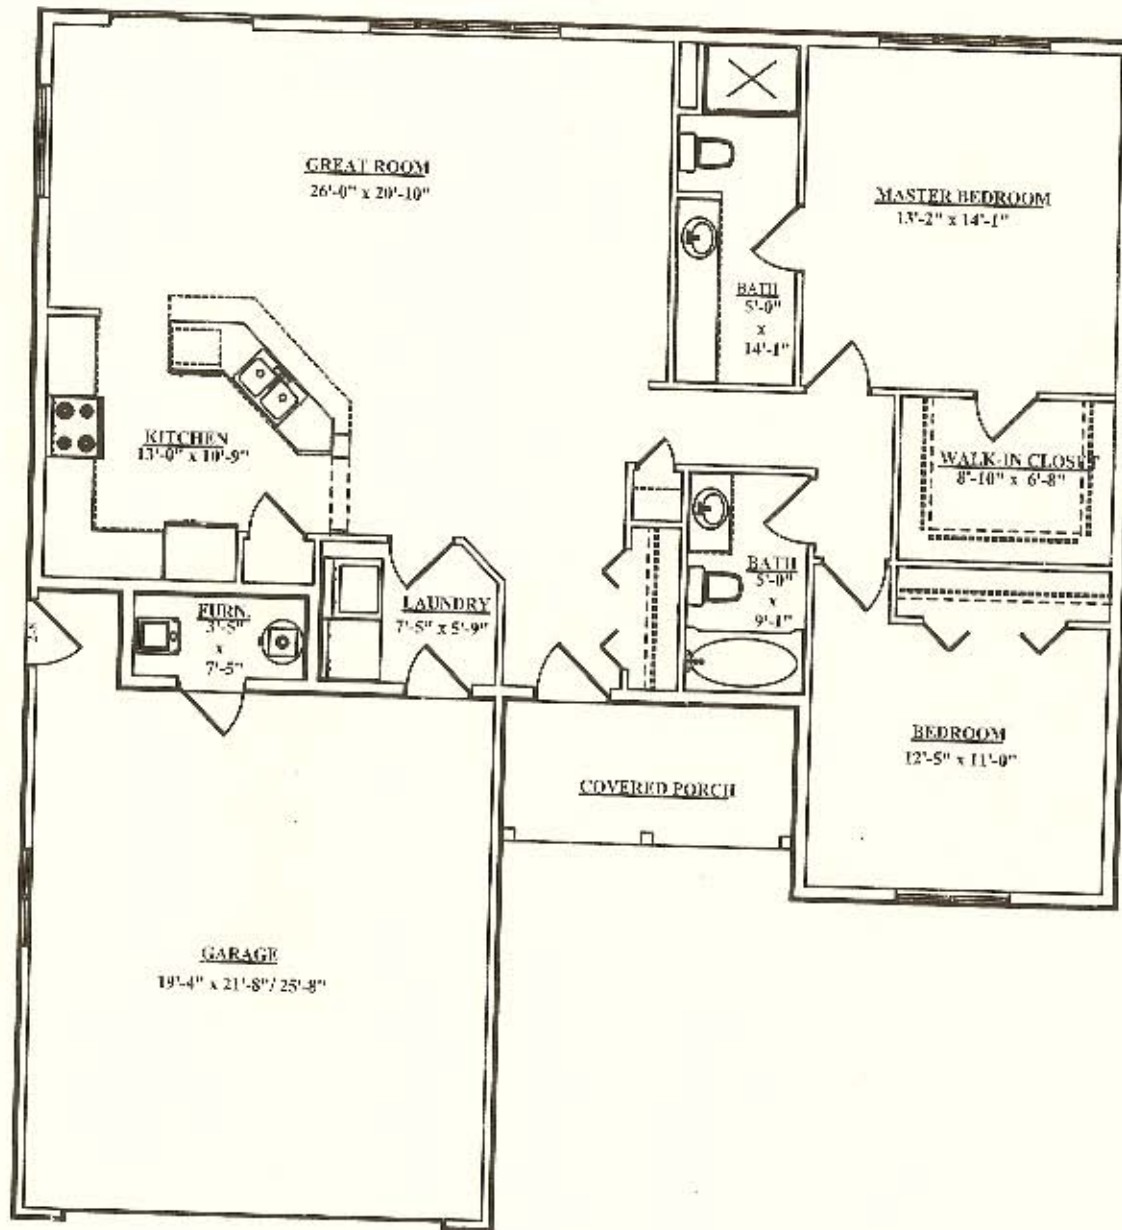 GREAT ROOM
26'-0" x 20'-10"
MASTER BEDROOM
13'-2" x 14'-1"
BATH
5'-0"
x
14'-1"
KITCHEN
13'-0" x 10'-9"
WALK-IN CLOSET
8'-10" x 6'-8"
BATH
5'-0"
x
9'-1"
FURN.
3'-5"
x
7'-5"
LAUNDRY
7'-5" x 5'-9"
BEDROOM
12'-5" x 11'-0"
COVERED PORCH
GARAGE
19'-4" x 21'-8"/ 25'-8"